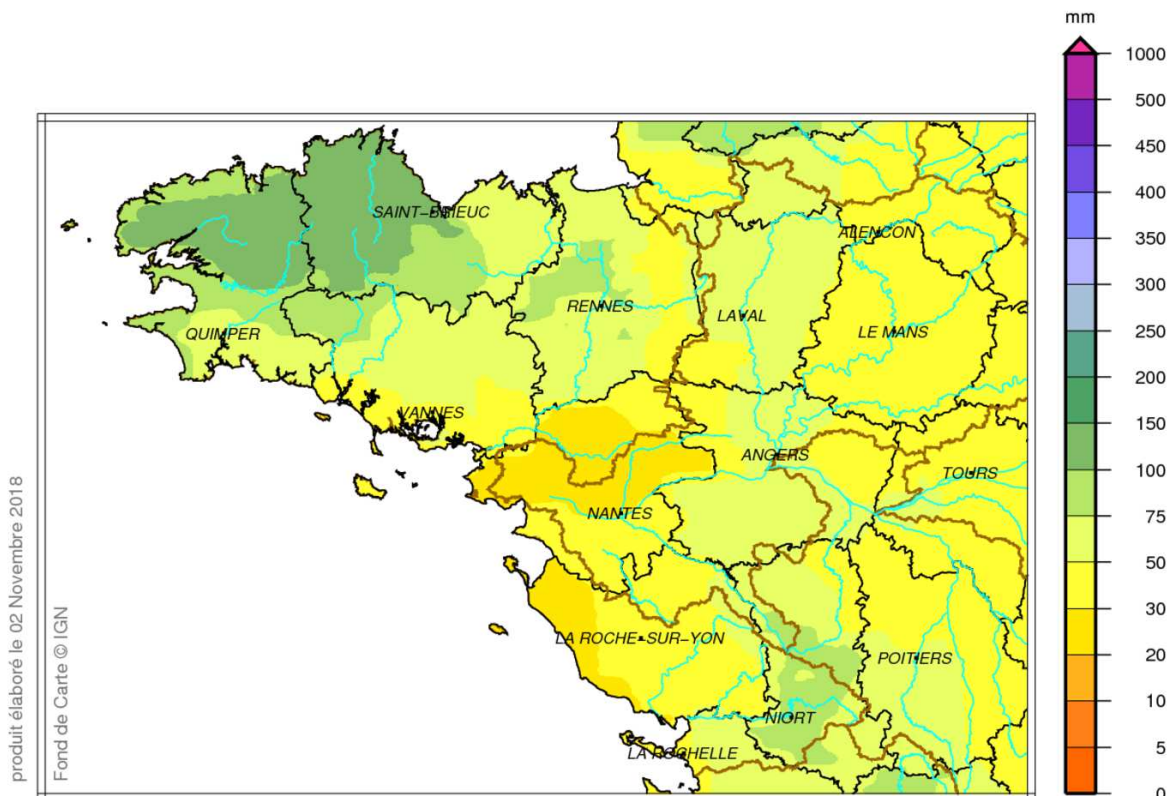 mm
1000
500
450
400
350
300
250
200
150
100
75
50
30
20
10
5
0
SAINT-BRIEUC
ALENCON
RENNES
LAVAL
LE MANS
QUIMPER
VANNES
ANGERS
TOURS
NANTES
LA ROCHE-SUR-YON
POITIERS
NIORT
LA ROCHELLE
produit élaboré le 02 Novembre 2018
Fond de Carte © IGN